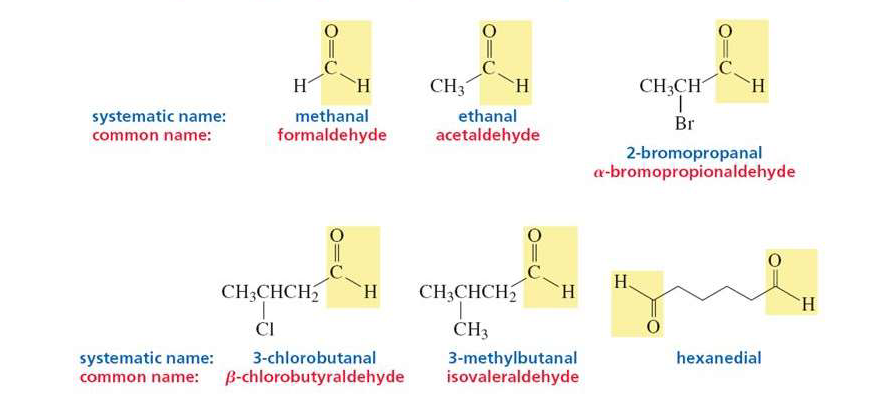 O O O
C C C
H H CH3 H CH3CH H
Br
systematic name: methanal ethanal
common name: formaldehyde acetaldehyde
2-bromopropanal
α-bromopropionaldehyde
O O
C C O
H
CH3CHCH2 H CH3CHCH2 H H
Cl CH3 O
systematic name: 3-chlorobutanal 3-methylbutanal hexanedial
common name: β-chlorobutyraldehyde isovaleraldehyde